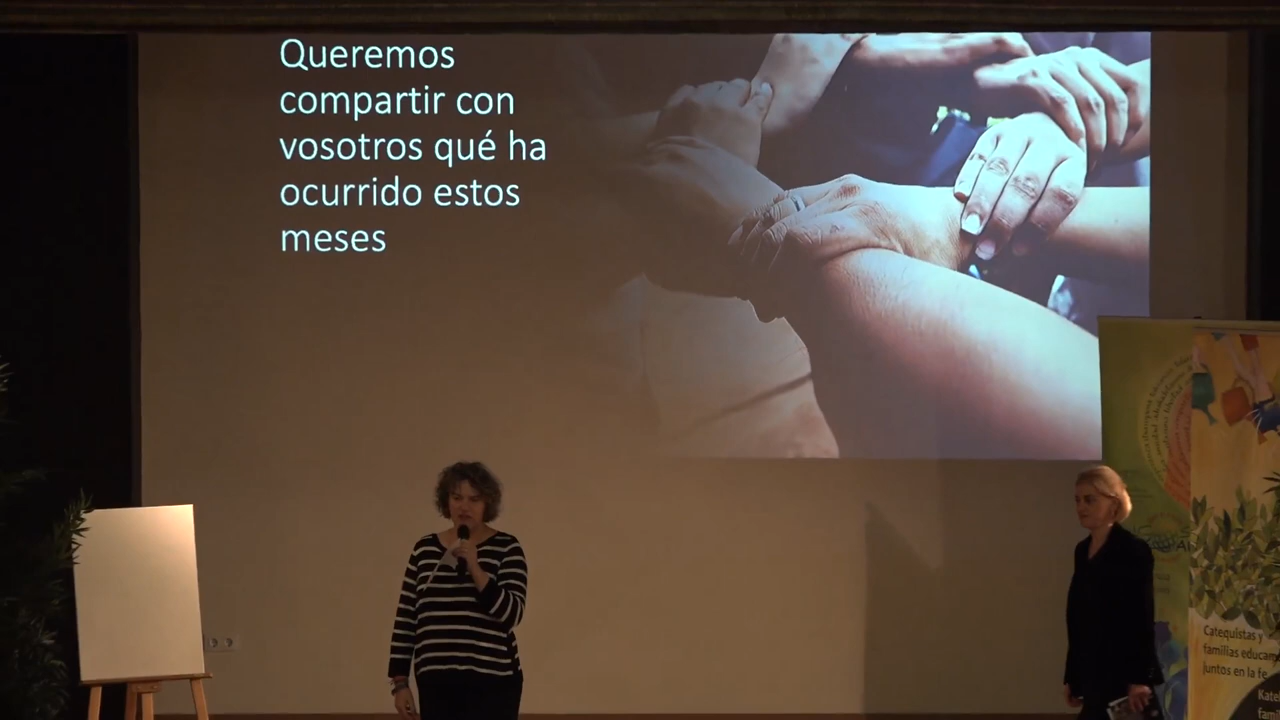 Queremos
compartir con
vosotros qué ha
ocurrido estos
meses
Catequistas y
familias educan
juntos en la fe